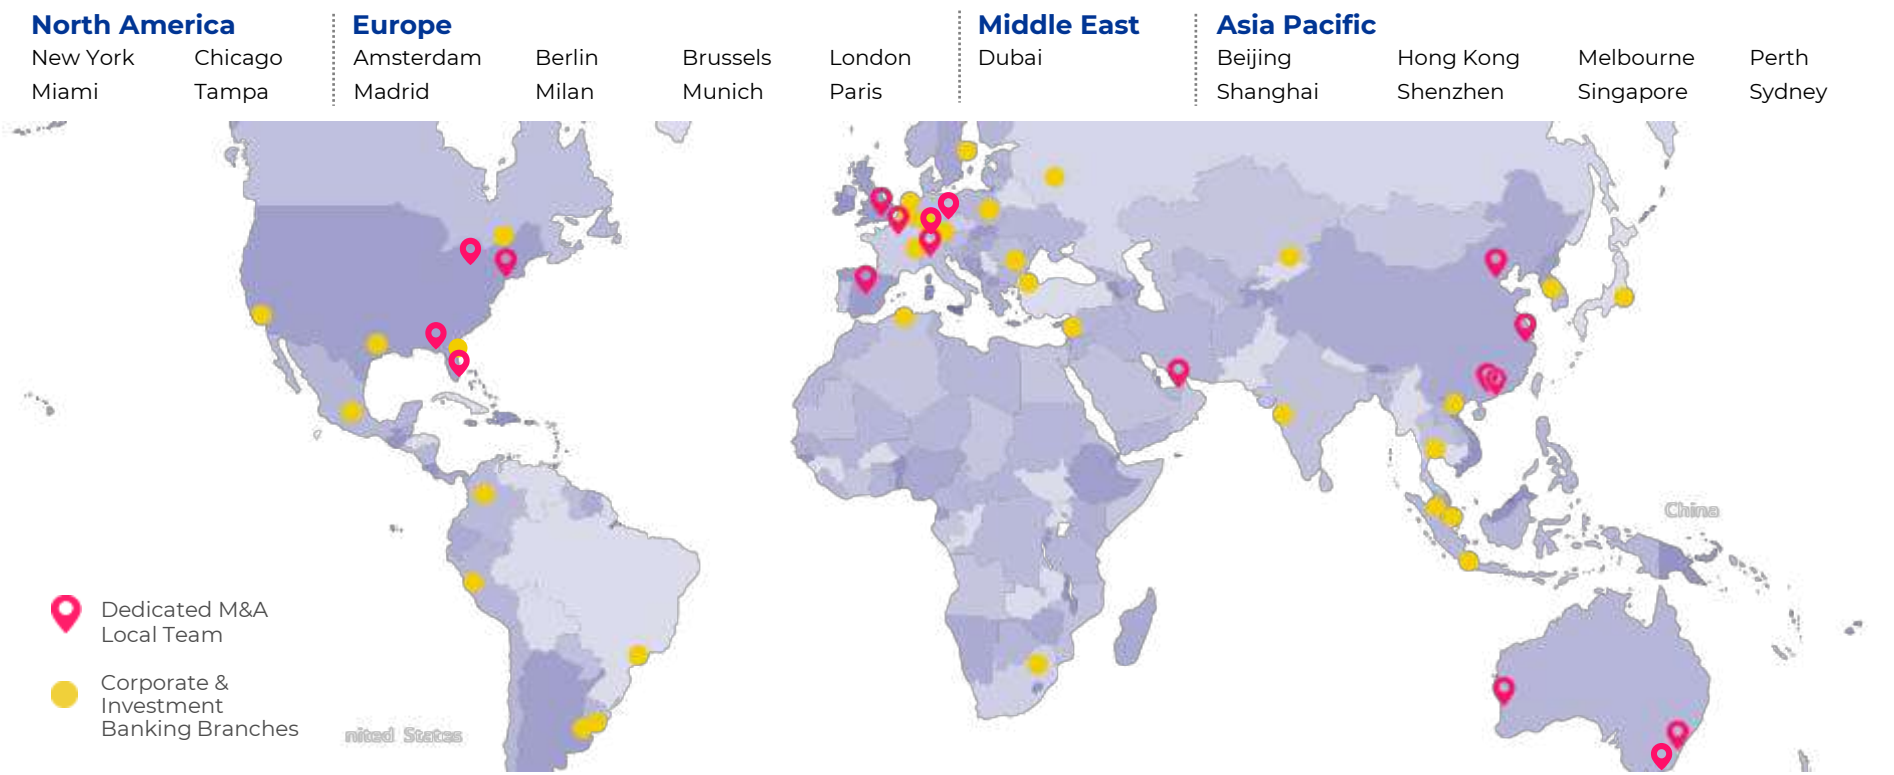 North America
New York Chicago
Miami Tampa
Europe
Amsterdam Berlin Brussels London
Madrid Milan Munich Paris
Middle East
Dubai
Asia Pacific
Beijing Hong Kong Melbourne Perth
Shanghai Shenzhen Singapore Sydney
China
Dedicated M&A
Local Team
Corporate &
Investment
Banking Branches
nited States